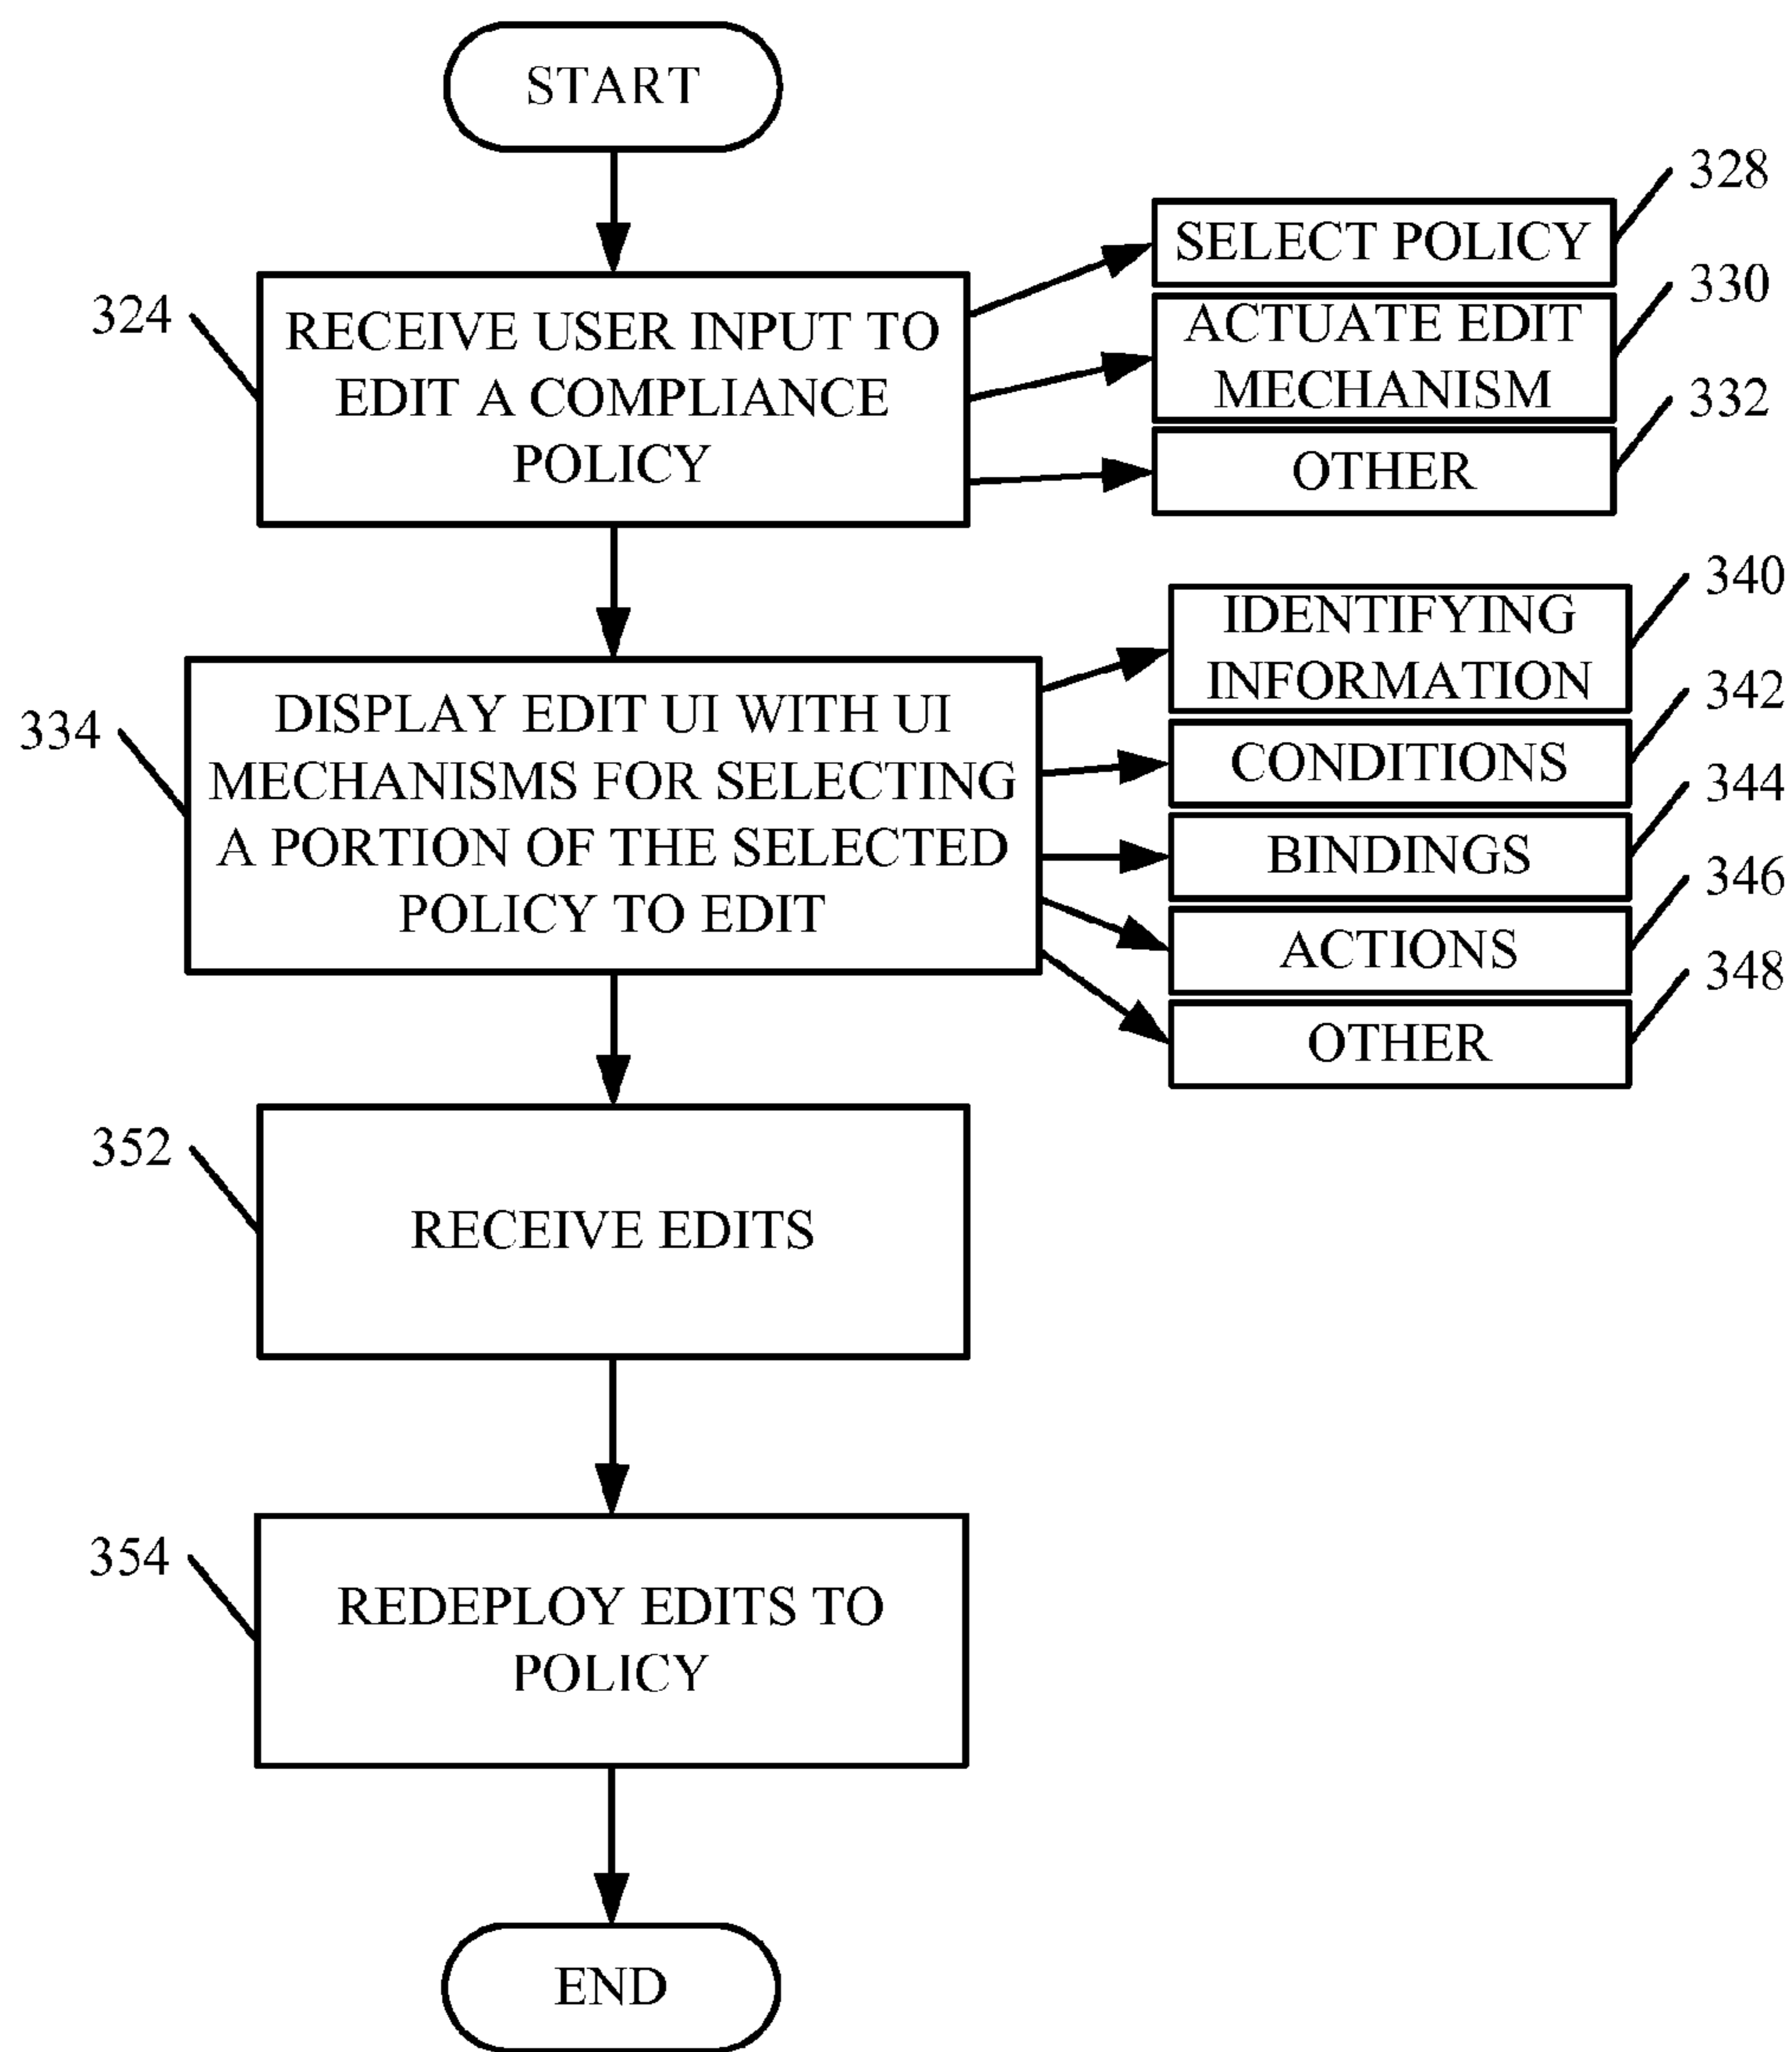 START
324
RECEIVE USER INPUT TO
EDIT A COMPLIANCE
POLICY
328
SELECT POLICY
330
ACTUATE EDIT
MECHANISM
332
OTHER
334
DISPLAY EDIT UI WITH UI
MECHANISMS FOR SELECTING
A PORTION OF THE SELECTED
POLICY TO EDIT
340
IDENTIFYING
INFORMATION
342
CONDITIONS
344
BINDINGS
346
ACTIONS
348
OTHER
352
RECEIVE EDITS
354
REDEPLOY EDITS TO
POLICY
END